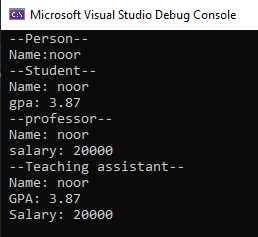 Microsoft Visual Studio Debug Console
--Person--
Name:noor
--Student--
Name: noor
gpa: 3.87
--professor--
Name: noor
salary: 20000
--Teaching assistant--
Name: noor
GPA: 3.87
Salary: 20000